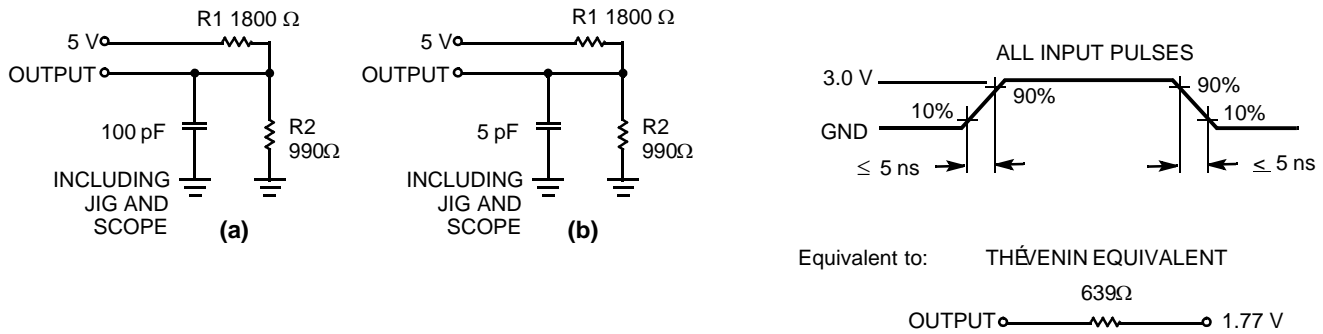 R1 1800 Ω
5 V
OUTPUT
100 pF
R2
990Ω
INCLUDING
JIG AND
SCOPE
(a)
R1 1800 Ω
5 V
OUTPUT
5 pF
R2
990Ω
INCLUDING
JIG AND
SCOPE
(b)
ALL INPUT PULSES
3.0 V
90%
90%
10%
10%
GND
≤ 5 ns
≤ 5 ns
Equivalent to: THÉVENIN EQUIVALENT
639Ω
OUTPUT 1.77 V